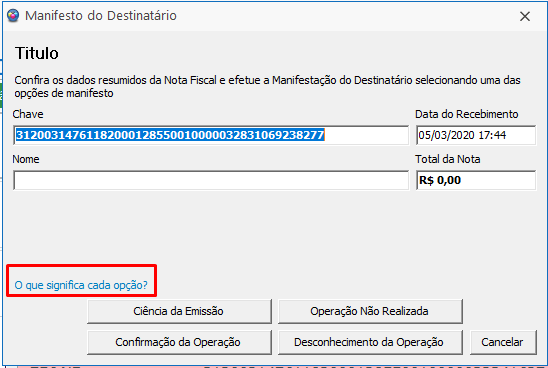 Manifesto do Destinatário
Titulo
Confira os dados resumidos da Nota Fiscal e efetue a Manifestação do Destinatário selecionando uma das
opções de manifesto
Chave
Data do Recebimento
31200314761182000128550010000032831069238277
05/03/2020 17:44
Nome
Total da Nota
R$ 0,00
O que significa cada opção?
Ciência da Emissão
Operação Não Realizada
Confirmação da Operação
Desconhecimento da Operação
Cancelar